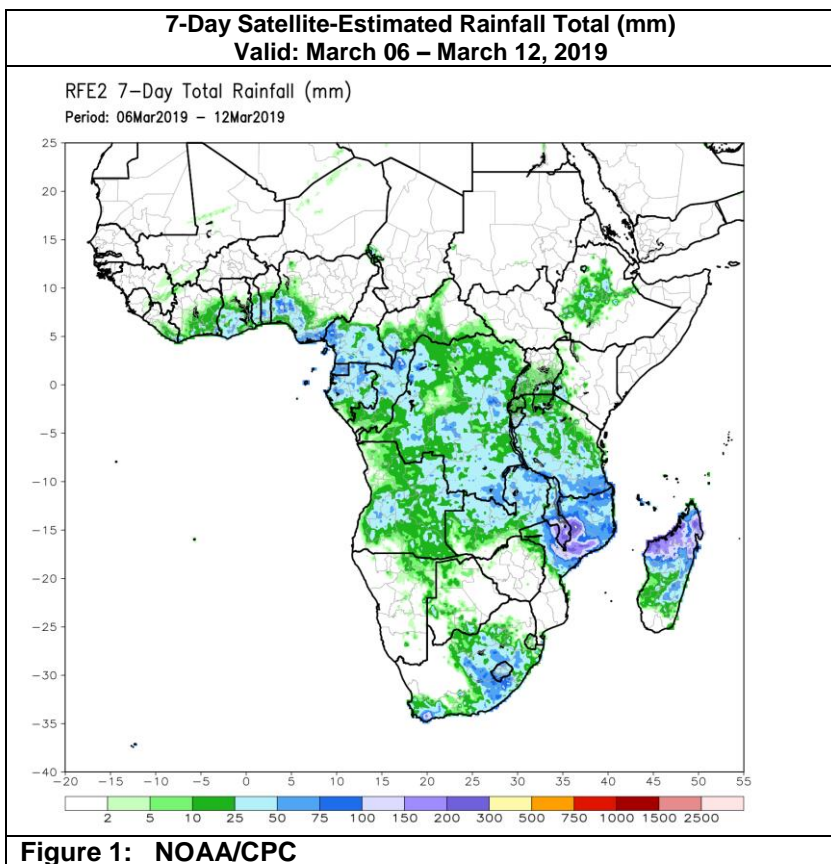 7-Day Satellite-Estimated Rainfall Total (mm)
Valid: March 06 – March 12, 2019
RFE2 7-Day Total Rainfall (mm)
Period: 06Mar2019 – 12Mar2019
25
20
15
10
5
0
−5
−10
−15
−20
−25
−30
−35
−40
−20 −15 −10 −5 0 5 10 15 20 25 30 35 40 45 50 55
2 5 10 25 50 75 100 150 200 300 500 750 1000 1500 2500
Figure 1: NOAA/CPC